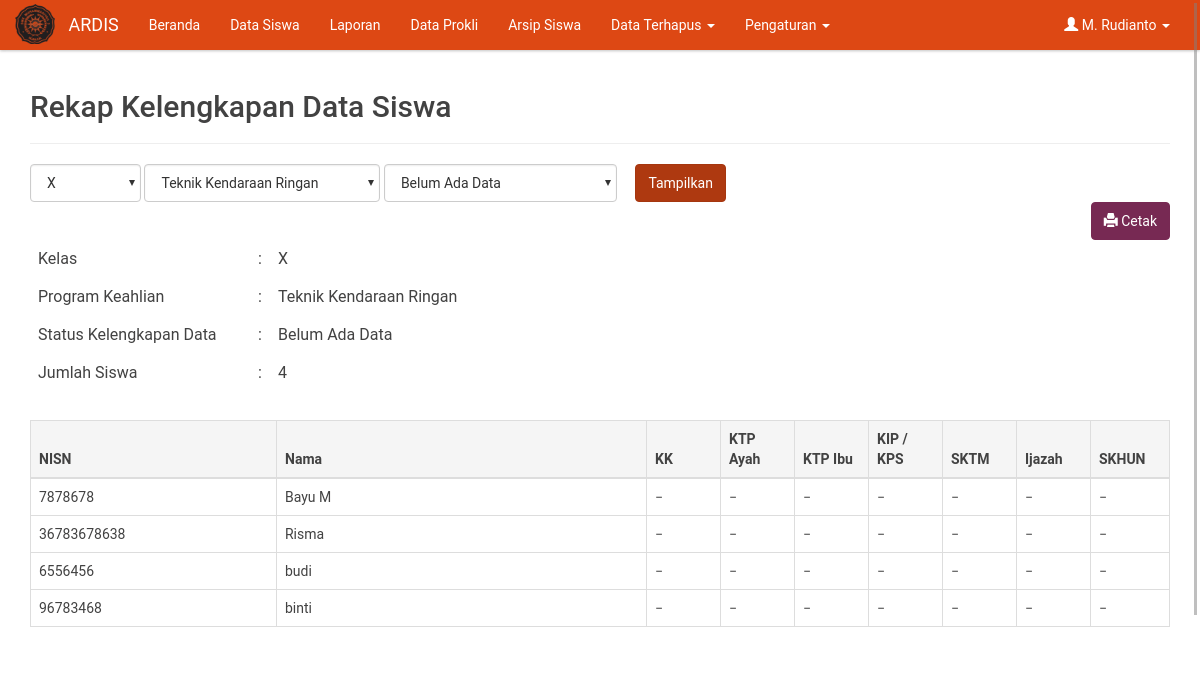 ARDIS Beranda Data Siswa Laporan Data Prokli Arsip Siswa Data Terhapus Pengaturan M. Rudianto
Rekap Kelengkapan Data Siswa
X Teknik Kendaraan Ringan Belum Ada Data Tampilkan
Cetak
Kelas : X
Program Keahlian : Teknik Kendaraan Ringan
Status Kelengkapan Data : Belum Ada Data
Jumlah Siswa : 4
NISN Nama KK KTP Ayah KTP Ibu KIP / KPS SKTM Ijazah SKHUN
7878678 Bayu M – – – – – – –
36783678638 Risma – – – – – – –
6556456 budi – – – – – – –
96783468 binti – – – – – – –